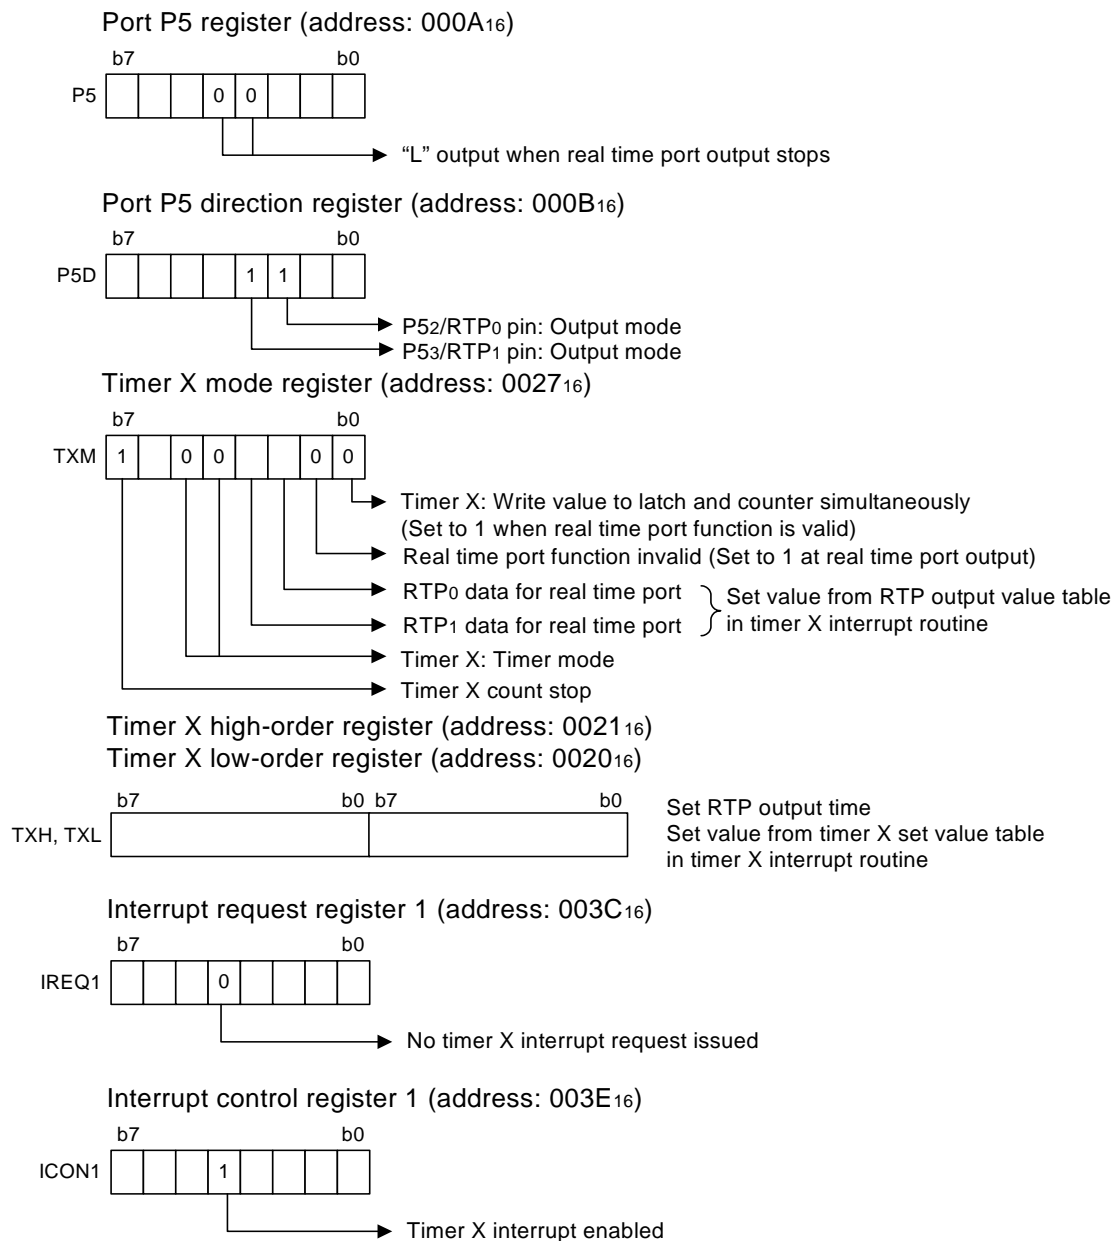 Port P5 register (address: 000A16)
b7 b0
P5 0 0
“L” output when real time port output stops
Port P5 direction register (address: 000B16)
b7 b0
P5D 1 1
P52/RTP0 pin: Output mode
P53/RTP1 pin: Output mode
Timer X mode register (address: 002716)
b7 b0
TXM 1 0 0 0 0
Timer X: Write value to latch and counter simultaneously
(Set to 1 when real time port function is valid)
Real time port function invalid (Set to 1 at real time port output)
RTP0 data for real time port
RTP1 data for real time port
Set value from RTP output value table
in timer X interrupt routine
Timer X: Timer mode
Timer X count stop
Timer X high-order register (address: 002116)
Timer X low-order register (address: 002016)
b7 b0 b7 b0
TXH, TXL
Set RTP output time
Set value from timer X set value table
in timer X interrupt routine
Interrupt request register 1 (address: 003C16)
b7 b0
IREQ1 0
No timer X interrupt request issued
Interrupt control register 1 (address: 003E16)
b7 b0
ICON1 1
Timer X interrupt enabled